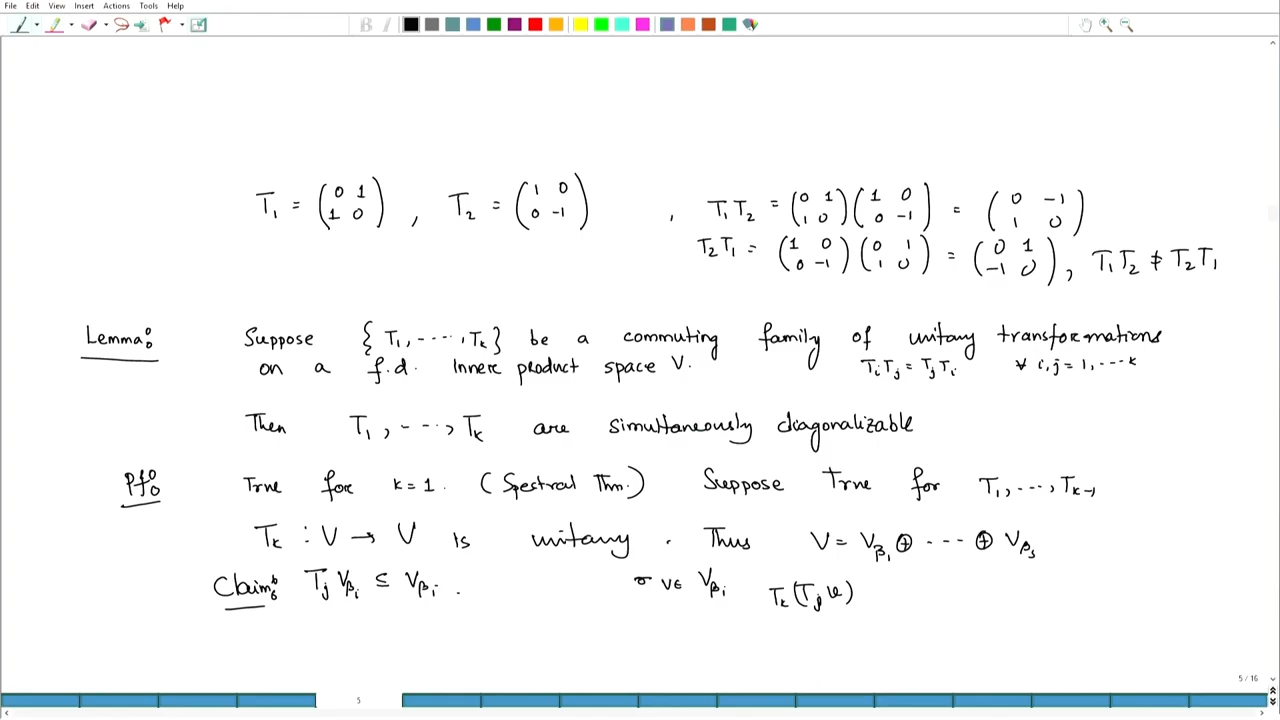 File Edit View Insert Actions Tools Help
T₁ = (0 1 / 1 0), T₂ = (1 0 / 0 -1), T₁T₂ = (0 1 / 1 0)(1 0 / 0 -1) = (0 -1 / 1 0)
T₂T₁ = (1 0 / 0 -1)(0 1 / 1 0) = (0 1 / -1 0), T₁T₂ ≠ T₂T₁
Lemma: Suppose {T₁, ----, Tₖ} be a commuting family of unitary transformations
on a f.d. inner product space V. TᵢTⱼ = TⱼTᵢ ∀ i,j = 1, --- k
Then T₁, - --, Tₖ are simultaneously diagonalizable
Pf: True for k=1. (Spectral Thm.) Suppose True for T₁, ---, Tₖ₋₁
Tₖ : V → V is unitary. Thus V = V_β₁ ⊕ ---- ⊕ V_βₛ
Claim: Tⱼ V_βᵢ ⊆ V_βᵢ. v ∈ V_βᵢ Tₖ(Tⱼ v)
5 / 16
5